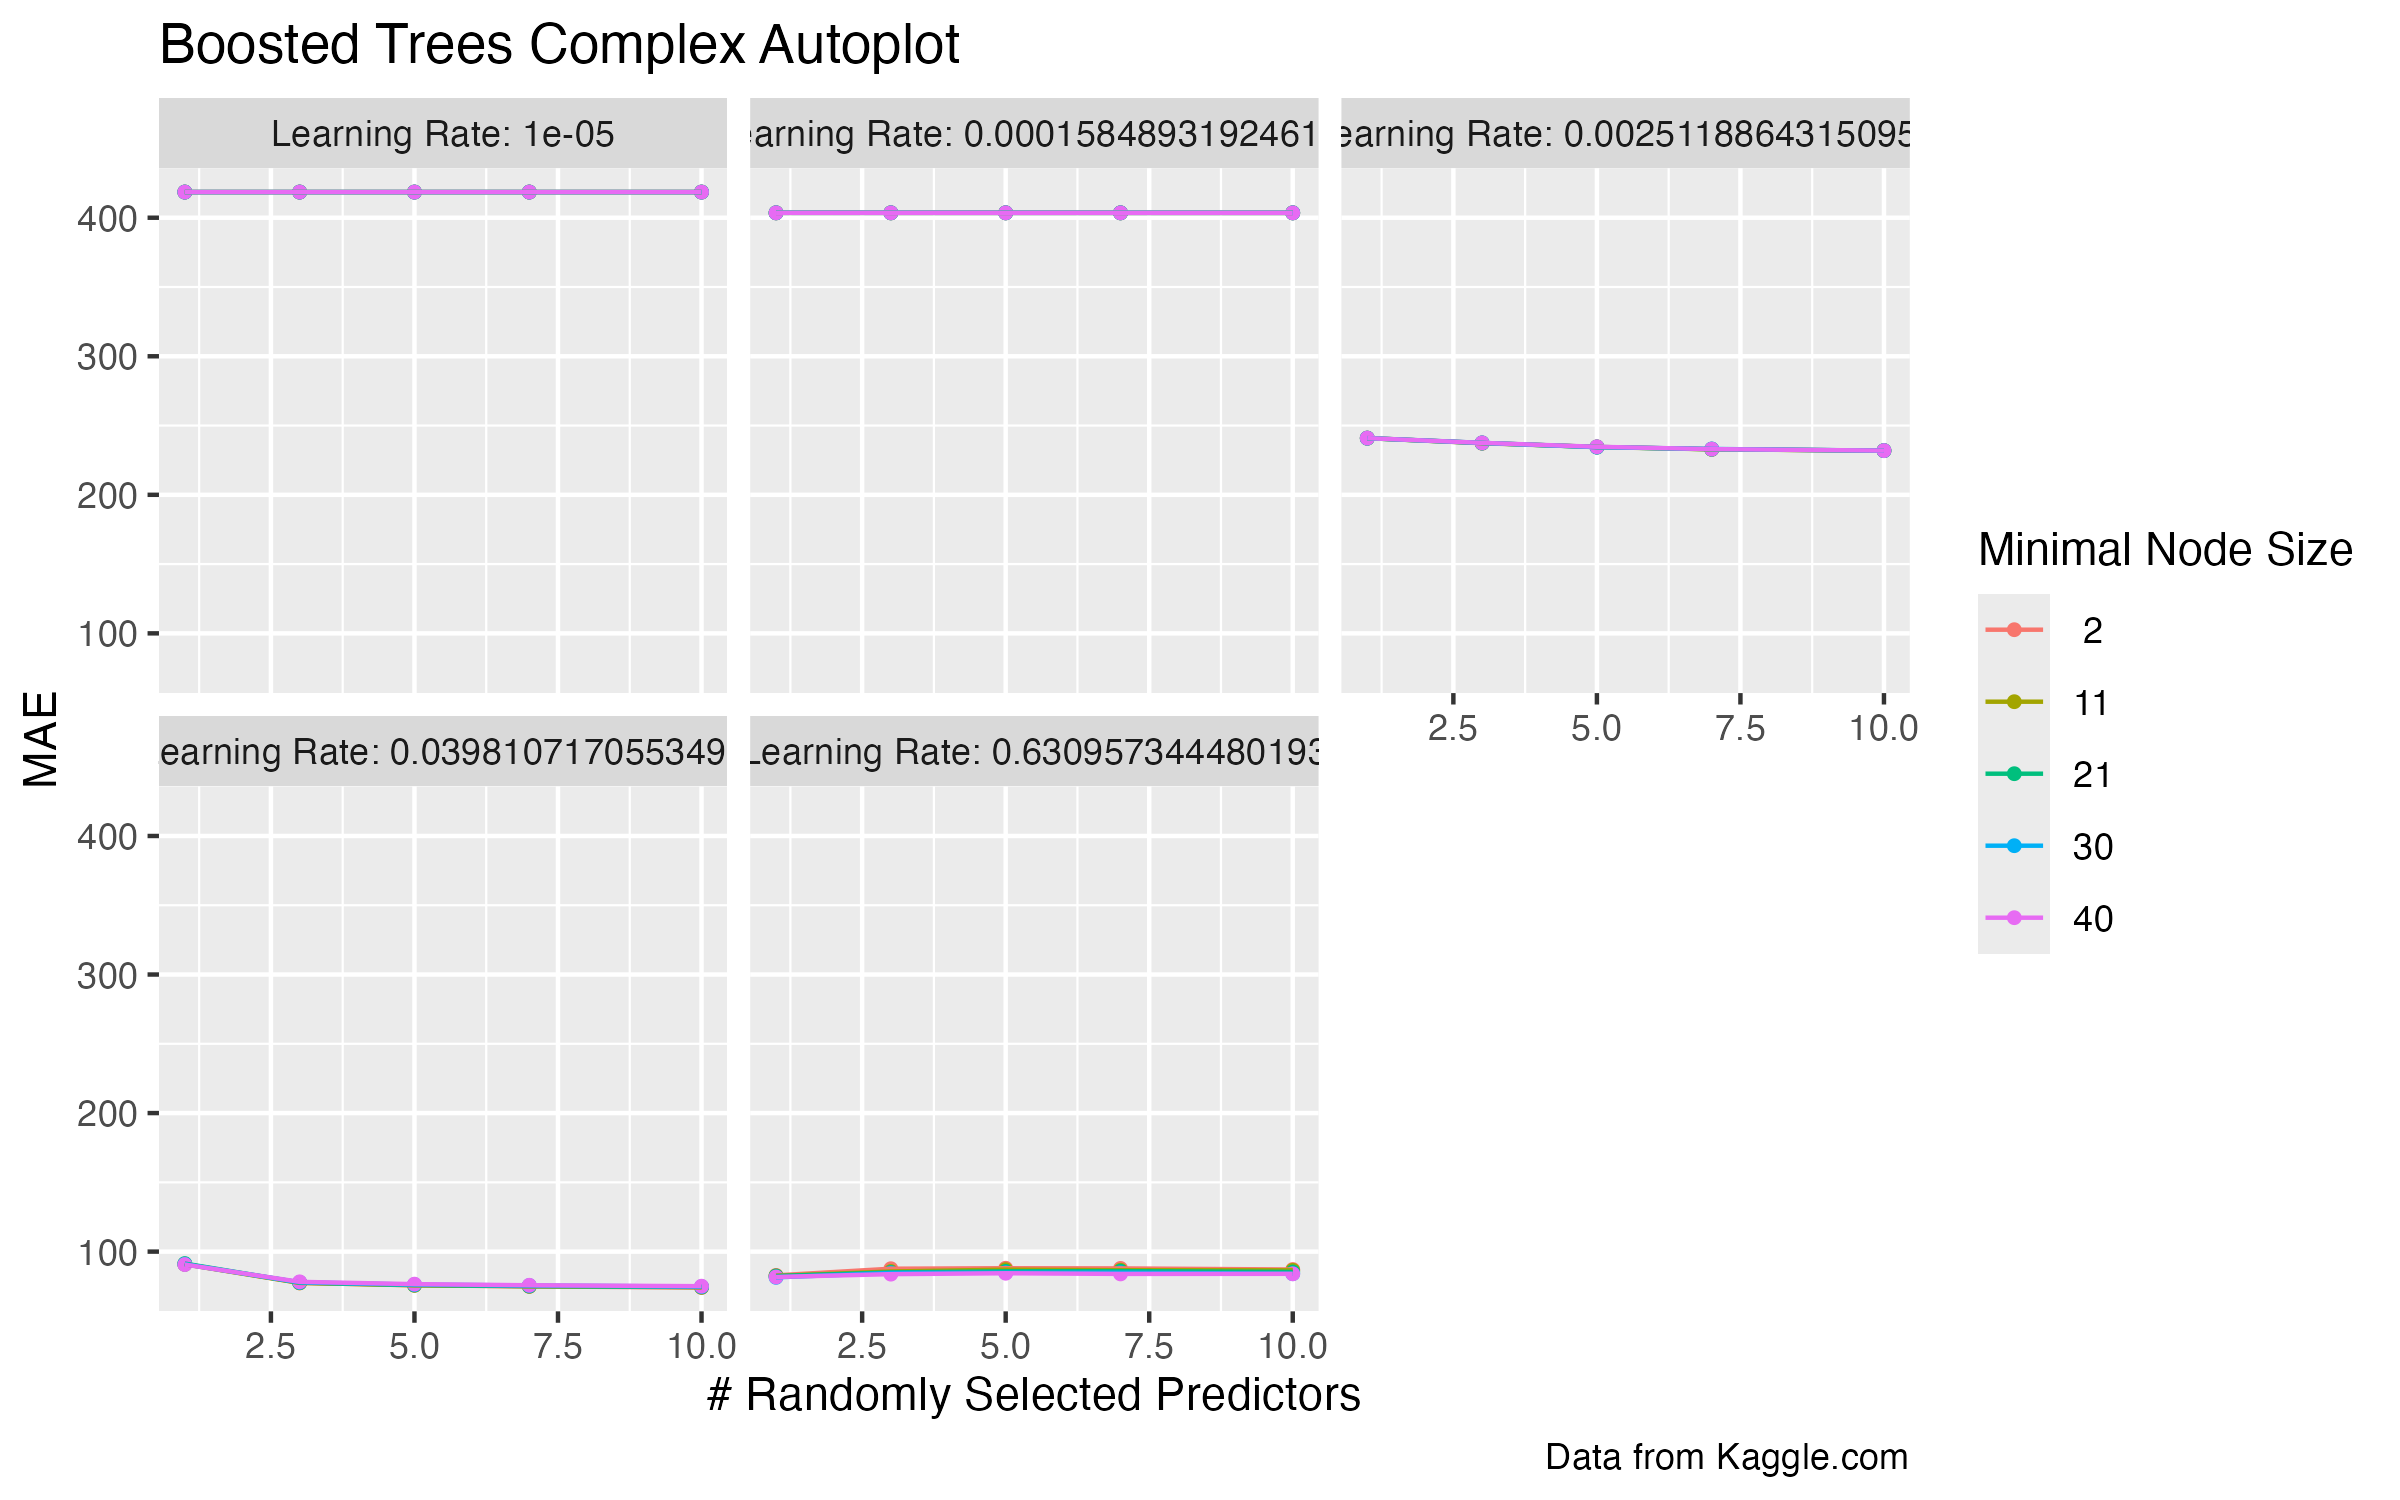 Boosted Trees Complex Autoplot
Learning Rate: 1e-05
earning Rate: 0.000158489319246
earning Rate: 0.002511886431509
400
300
200
100
MAE
2.5 5.0 7.5 10.0
earning Rate: 0.039810717055349
Learning Rate: 0.630957344480193
400
300
200
100
2.5 5.0 7.5 10.0
2.5 5.0 7.5 10.0
# Randomly Selected Predictors
Minimal Node Size
2
11
21
30
40
Data from Kaggle.com